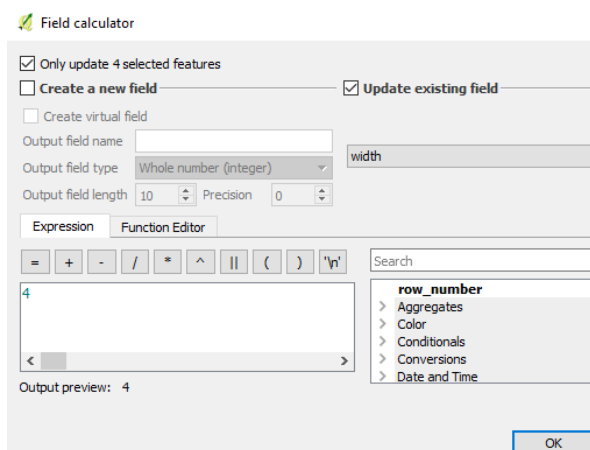 Field calculator
Only update 4 selected features
Create a new field
Update existing field
Create virtual field
Output field name
width
Output field type Whole number (integer)
Output field length 10 Precision 0
Expression Function Editor
= + - / * ^ || ( ) '\n' Search
4
row_number
Aggregates
Color
Conditionals
Conversions
Date and Time
Output preview: 4
OK